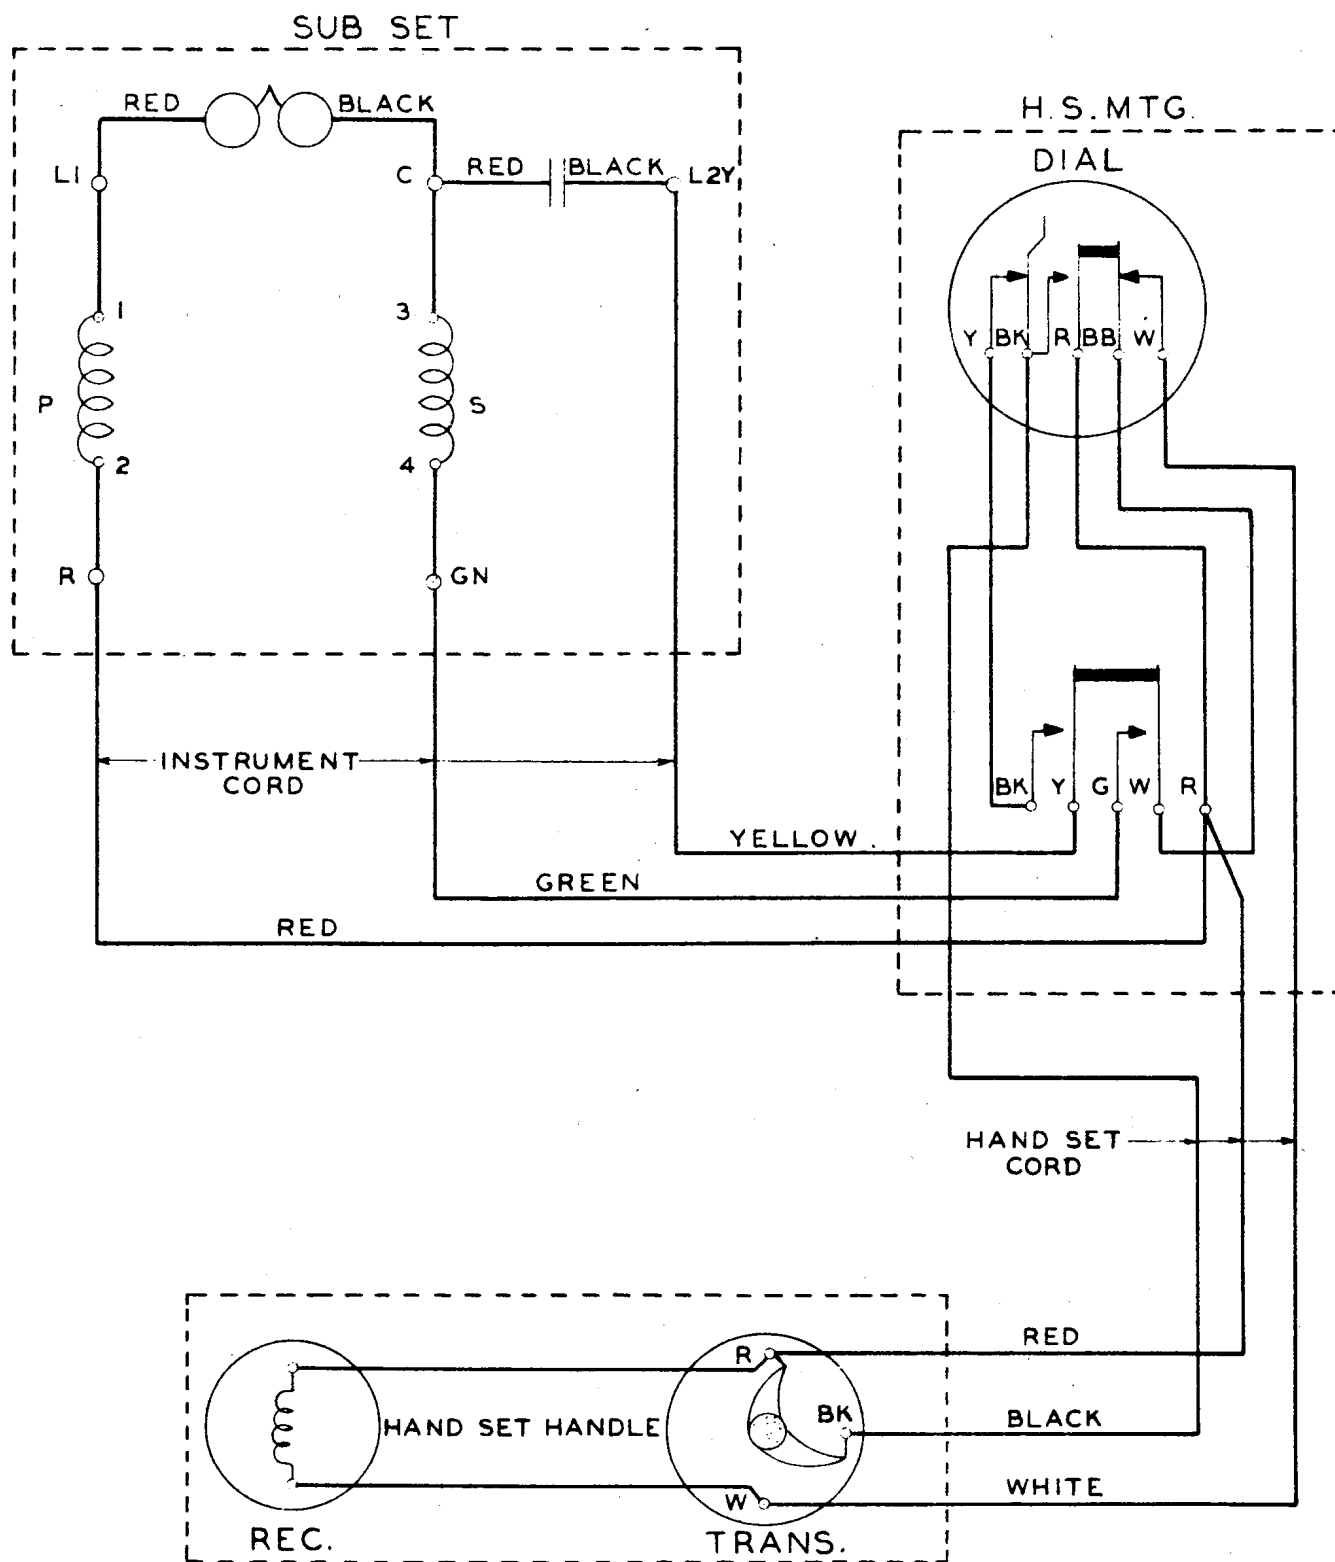 SUB SET
RED BLACK
L1 C RED BLACK L2Y
1 3
P S
2 4
R GN
H.S.MTG.
DIAL
Y BK R BB W
INSTRUMENT
CORD
BK Y G W R
YELLOW
GREEN
RED
HAND SET
CORD
RED
R
HAND SET HANDLE
BK
BLACK
W
WHITE
REC. TRANS.